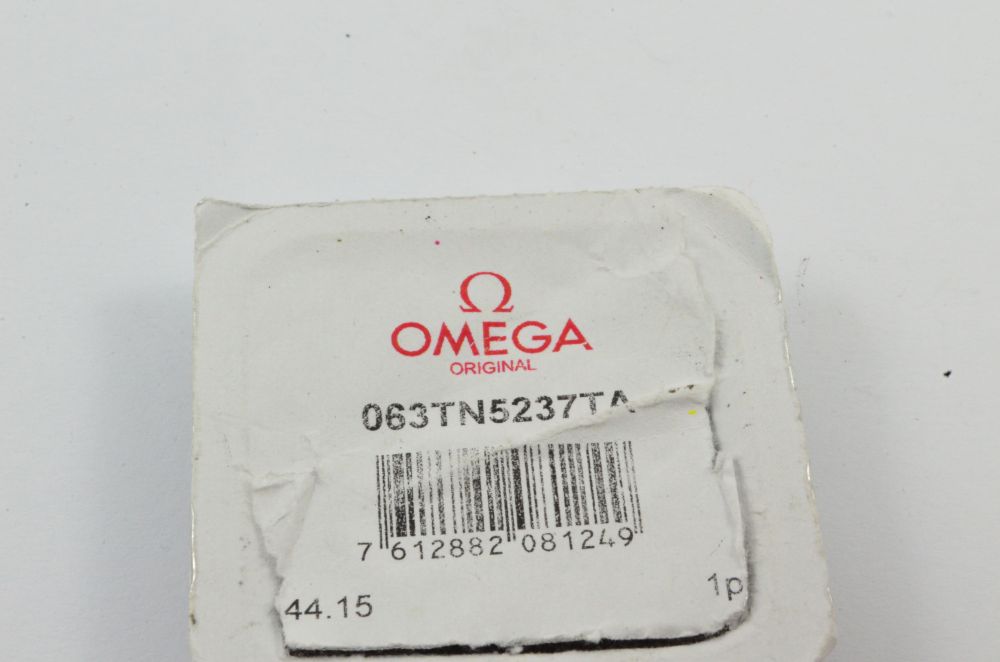 Ω
OMEGA
ORIGINAL
063TN5237TA
7 612882 081249
44.15
1p